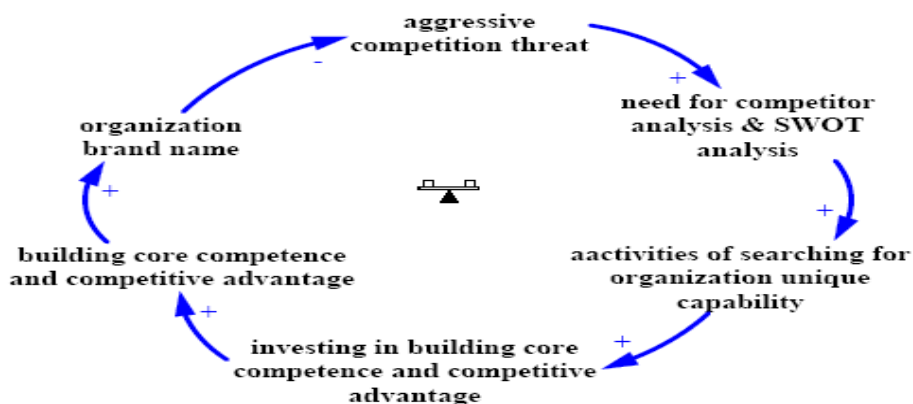 aggressive
competition threat
-
+
need for competitor
analysis & SWOT
analysis
+
aactivities of searching for
organization unique
capability
+
investing in building core
competence and competitive
advantage
+
building core competence
and competitive advantage
+
organization
brand name